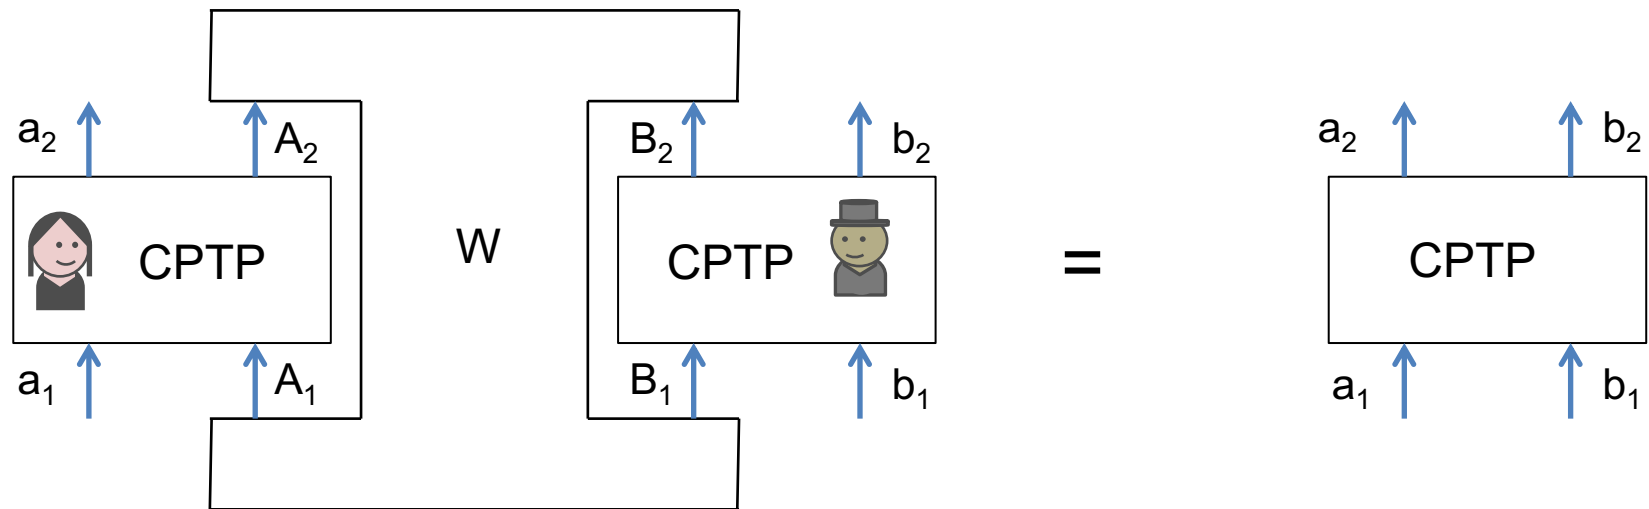 a₂ A₂ B₂ b₂ a₂ b₂
CPTP W CPTP = CPTP
a₁ A₁ B₁ b₁ a₁ b₁